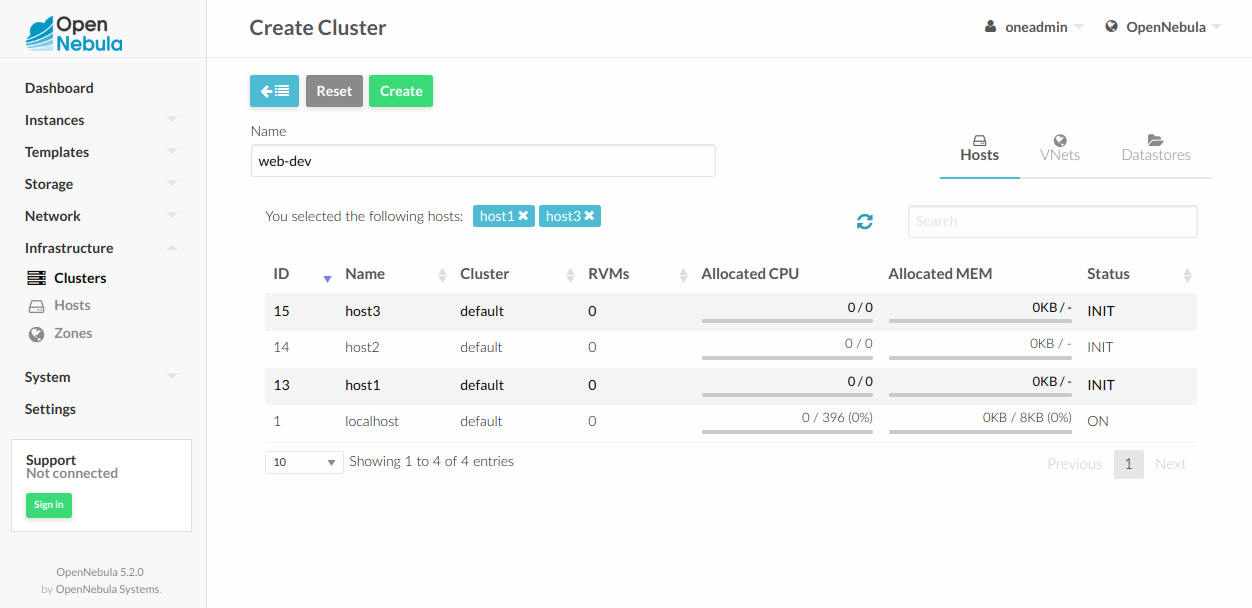 Open
Nebula
Create Cluster
oneadmin
OpenNebula
Dashboard
Instances
Templates
Storage
Network
Infrastructure
Clusters
Hosts
Zones
System
Settings
Support
Not connected
Sign in
OpenNebula 5.2.0
by OpenNebula Systems.
Reset
Create
Name
web-dev
Hosts
VNets
Datastores
You selected the following hosts: host1 host3
Search
ID Name Cluster RVMs Allocated CPU Allocated MEM Status
15 host3 default 0 0 / 0 0KB / - INIT
14 host2 default 0 0 / 0 0KB / - INIT
13 host1 default 0 0 / 0 0KB / - INIT
1 localhost default 0 0 / 396 (0%) 0KB / 8KB (0%) ON
10 Showing 1 to 4 of 4 entries
Previous 1 Next